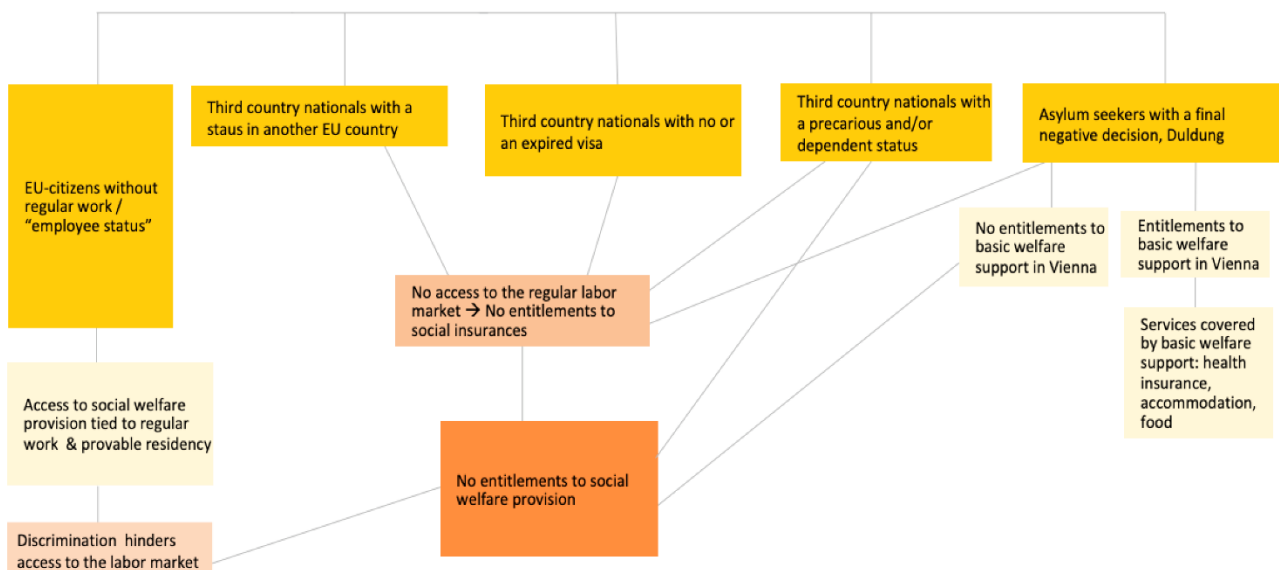 EU-citizens without
regular work /
“employee status”
Third country nationals with a
staus in another EU country
Third country nationals with no or
an expired visa
Third country nationals with
a precarious and/or
dependent status
Asylum seekers with a final
negative decision, Duldung
No entitlements to
basic welfare
support in Vienna
Entitlements to
basic welfare
support in Vienna
No access to the regular labor
market → No entitlements to
social insurances
Services covered
by basic welfare
support: health
insurance,
accommodation,
food
Access to social welfare
provision tied to regular
work & provable residency
No entitlements to social
welfare provision
Discrimination hinders
access to the labor market